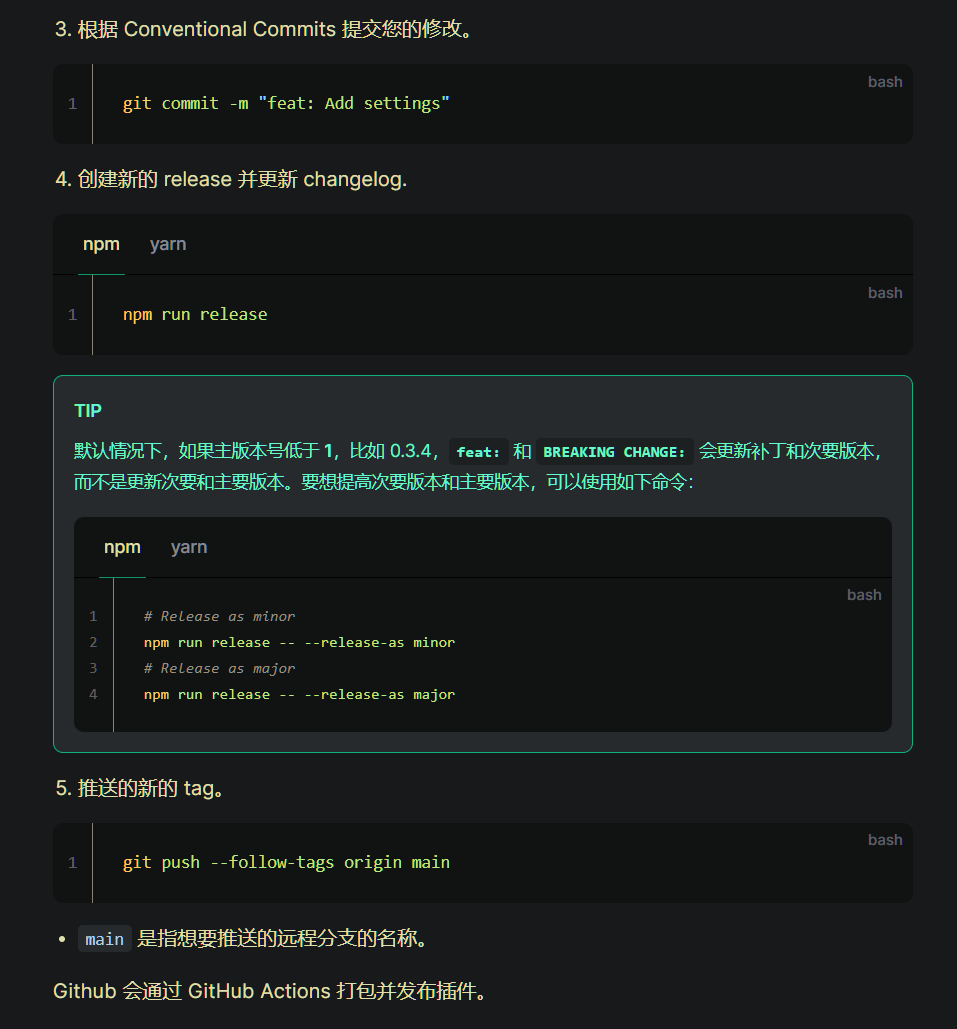 3. 根据 Conventional Commits 提交您的修改。
bash
1 git commit -m "feat: Add settings"
4. 创建新的 release 并更新 changelog.
npm yarn
bash
1 npm run release
TIP
默认情况下，如果主版本号低于 1，比如 0.3.4， feat: 和 BREAKING CHANGE: 会更新补丁和次要版本，
而不是更新次要和主要版本。要想提高次要版本和主要版本，可以使用如下命令：
npm yarn
bash
1 # Release as minor
2 npm run release -- --release-as minor
3 # Release as major
4 npm run release -- --release-as major
5. 推送的新的 tag。
bash
1 git push --follow-tags origin main
• main 是指想要推送的远程分支的名称。
Github 会通过 GitHub Actions 打包并发布插件。